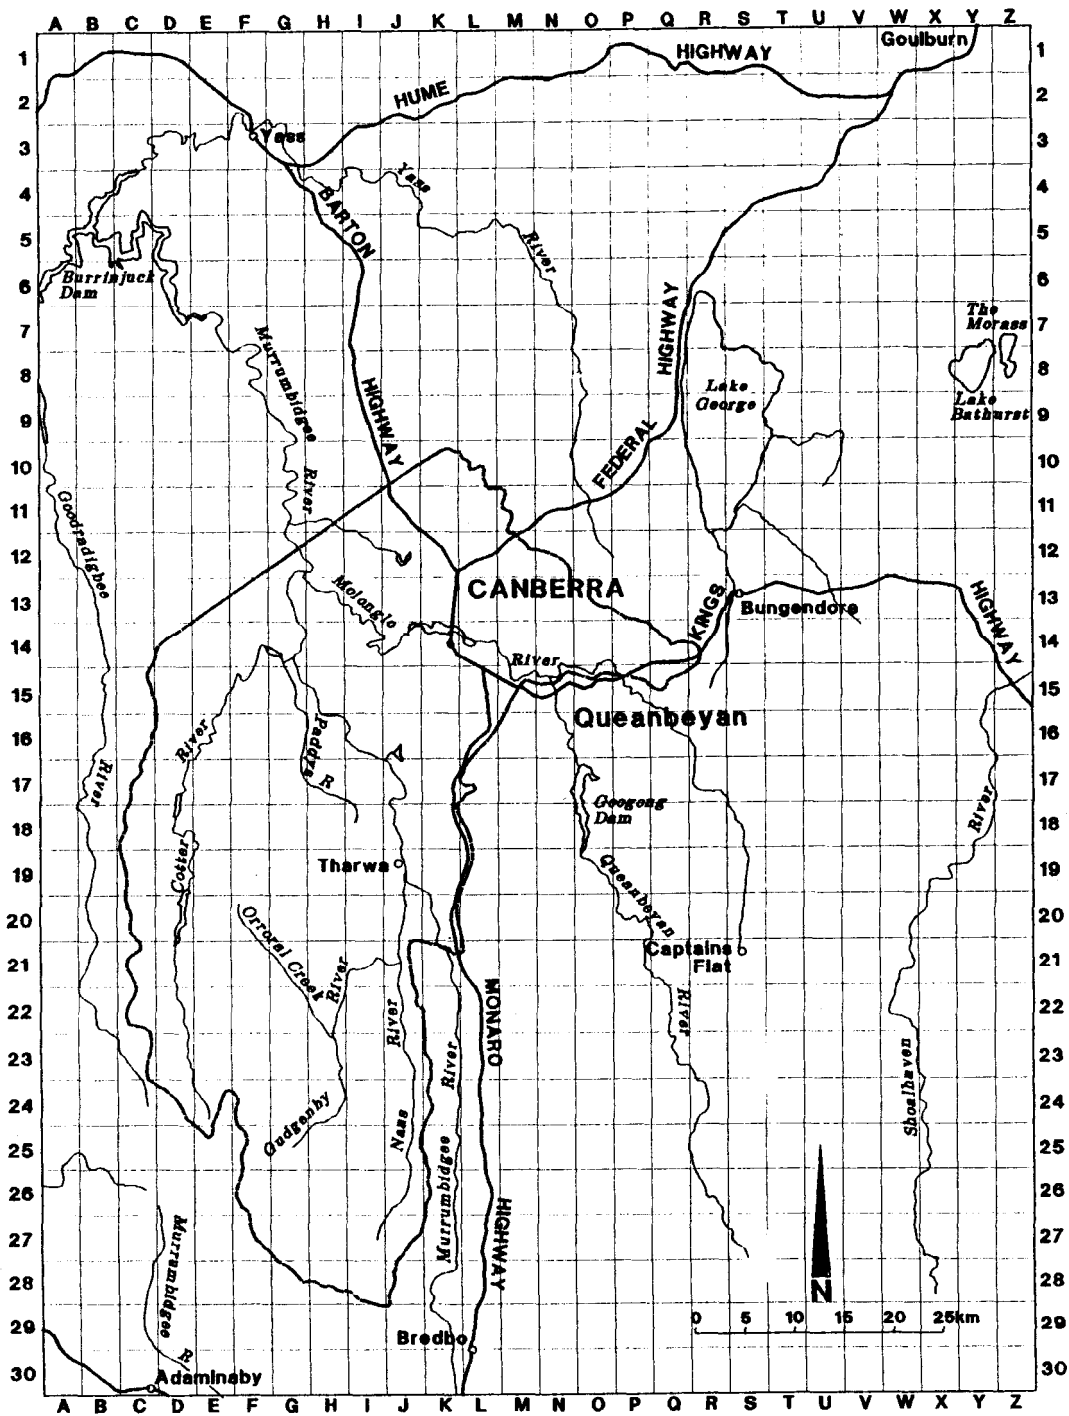 A B C D E F G H I J K L M N O P Q R S T U V W X Y Z
1 1
2 2
3 3
4 4
5 5
6 6
7 7
8 8
9 9
10 10
11 11
12 12
13 13
14 14
15 15
16 16
17 17
18 18
19 19
20 20
21 21
22 22
23 23
24 24
25 25
26 26
27 27
28 28
29 29
30 30
Goulburn
HUME HIGHWAY
Yass
Yass River
BARTON HIGHWAY
Burrinjuck
Dam
Murrumbidgee River
FEDERAL HIGHWAY
The
Morass
Lake
George
Lake
Bathurst
Goodradigbee River
CANBERRA
Molonglo River
KINGS HIGHWAY
Bungendore
Queanbeyan
Cotter River
Paddys R
Googong
Dam
Tharwa
Queanbeyan River
Captains
Flat
Orroral Creek
Gudgenby River
Naas River
Murrumbidgee River
MONARO HIGHWAY
Shoalhaven River
Murrumbidgee R
Bredbo
Adaminaby
N
0 5 10 15 20 25km
A B C D E F G H I J K L M N O P Q R S T U V W X Y Z